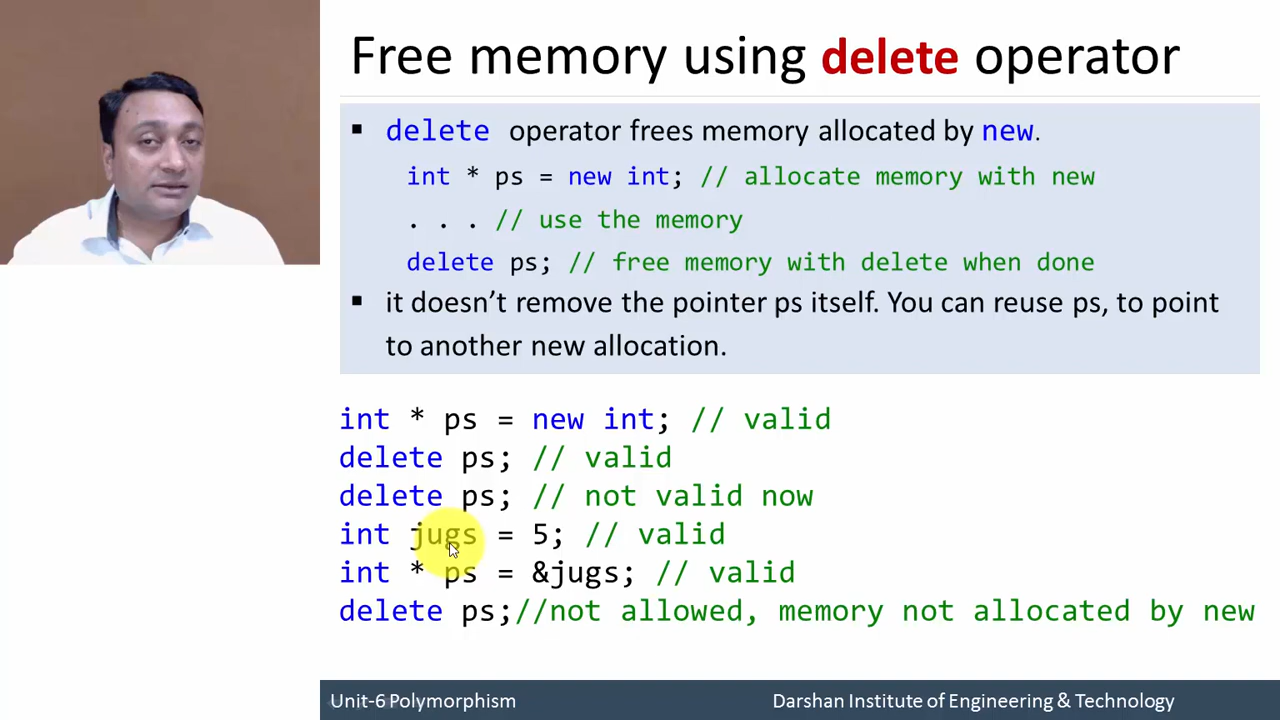 Free memory using delete operator
▪ delete operator frees memory allocated by new.
int * ps = new int; // allocate memory with new
. . . // use the memory
delete ps; // free memory with delete when done
▪ it doesn’t remove the pointer ps itself. You can reuse ps, to point
to another new allocation.
int * ps = new int; // valid
delete ps; // valid
delete ps; // not valid now
int jugs = 5; // valid
int * ps = &jugs; // valid
delete ps;//not allowed, memory not allocated by new
Unit-6 Polymorphism
Darshan Institute of Engineering & Technology